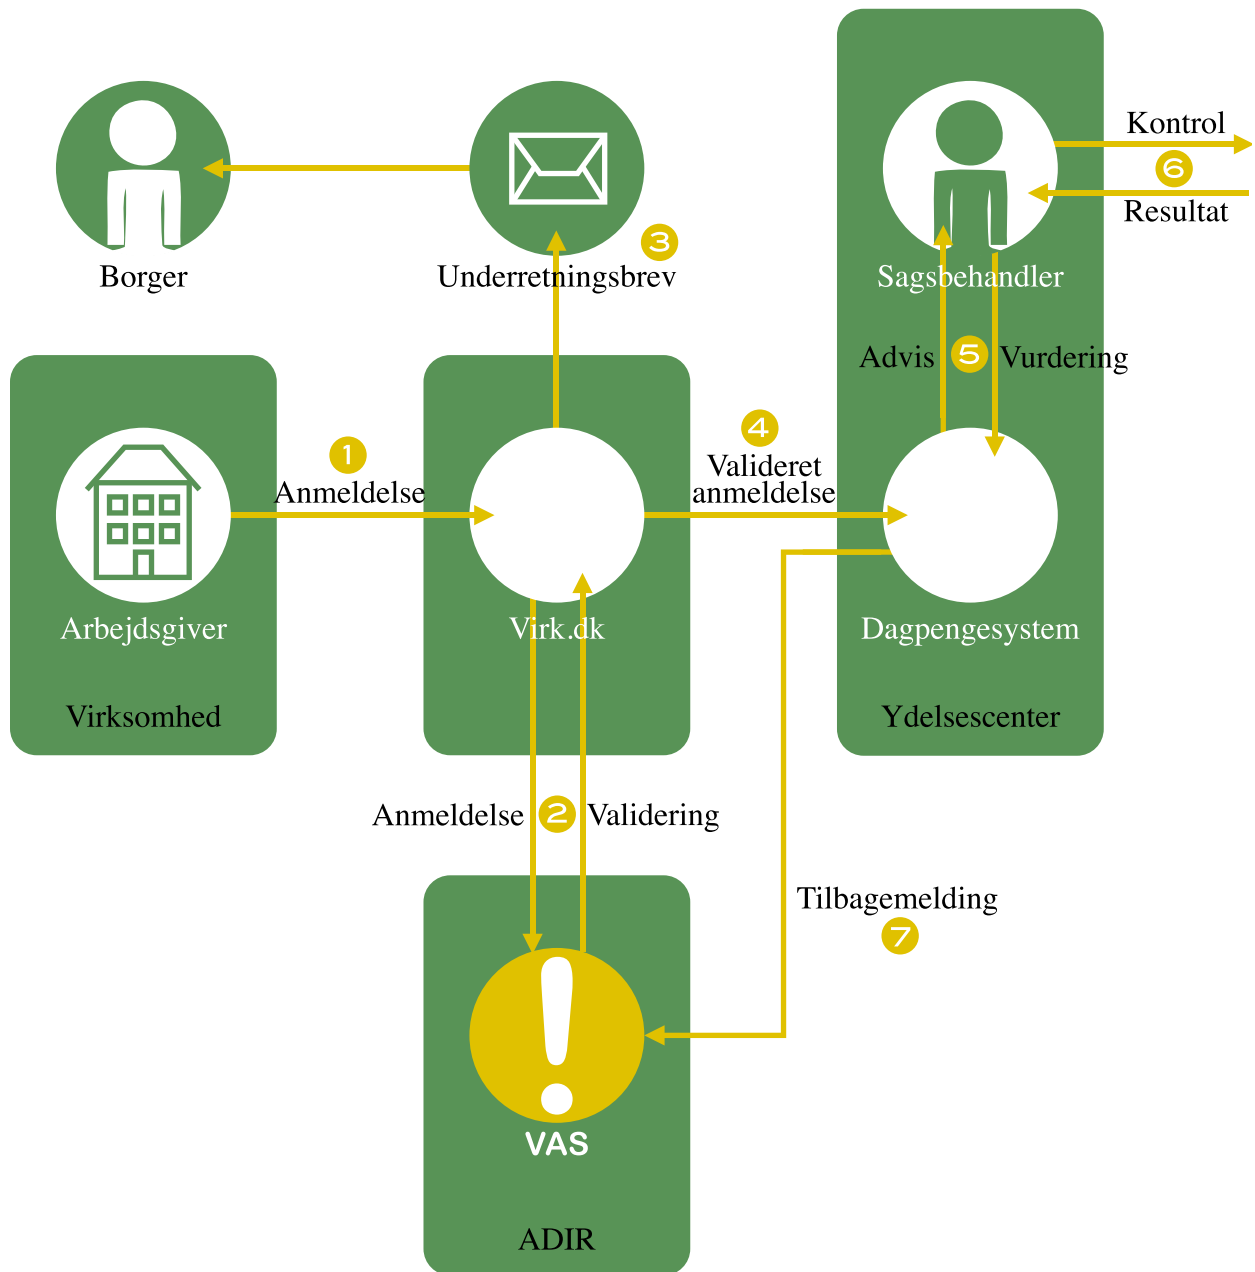 Kontrol
6
Resultat
Borger
3
Underretningsbrev
Sagsbehandler
Advis
5
Vurdering
1
Anmeldelse
4
Valideret
anmeldelse
Arbejdsgiver
Virk.dk
Dagpengesystem
Virksomhed
Ydelsescenter
Anmeldelse
2
Validering
Tilbagemelding
7
VAS
ADIR